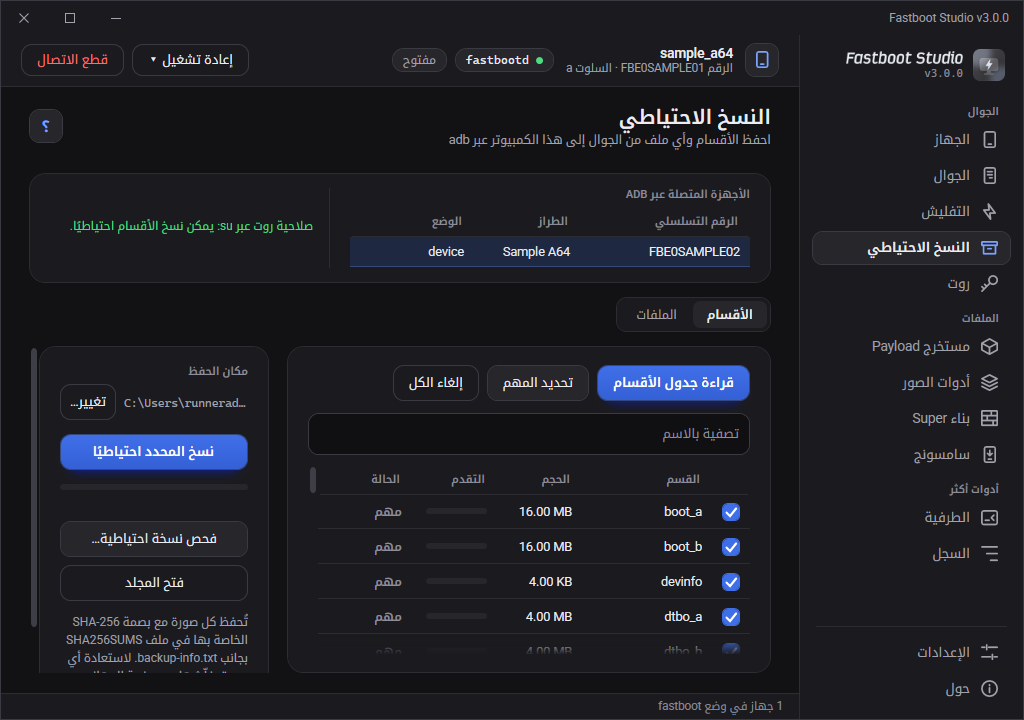 Fastboot Studio v3.0.0
Fastboot Studio
v3.0.0
الجوال
الجهاز
الجوال
التفليش
النسخ الاحتياطي
روت
الملفات
مستخرج Payload
أدوات الصور
بناء Super
سامسونج
أدوات أكثر
الطرفية
السجل
الإعدادات
حول
sample_a64
الرقم FBE0SAMPLE01 · السلوت a
fastbootd
مفتوح
إعادة تشغيل
قطع الاتصال
النسخ الاحتياطي
احفظ الأقسام وأي ملف من الجوال إلى هذا الكمبيوتر عبر adb
؟
الأجهزة المتصلة عبر ADB
الرقم التسلسلي الطراز الوضع
FBE0SAMPLE02 Sample A64 device
صلاحية روت عبر su: يمكن نسخ الأقسام احتياطيًا.
الأقسام الملفات
قراءة جدول الأقسام تحديد المهم إلغاء الكل
تصفية بالاسم
القسم الحجم التقدم الحالة
boot_a 16.00 MB مهم
boot_b 16.00 MB مهم
devinfo 4.00 KB مهم
dtbo_a 4.00 MB مهم
dtbo_b 4.00 MB مهم
مكان الحفظ
C:\Users\runnerad… تغيير...
نسخ المحدد احتياطيًا
فحص نسخة احتياطية...
فتح المجلد
تُحفظ كل صورة مع بصمة SHA-256
الخاصة بها في ملف SHA256SUMS
بجانب backup-info.txt. لاستعادة أي
1 جهاز في وضع fastboot